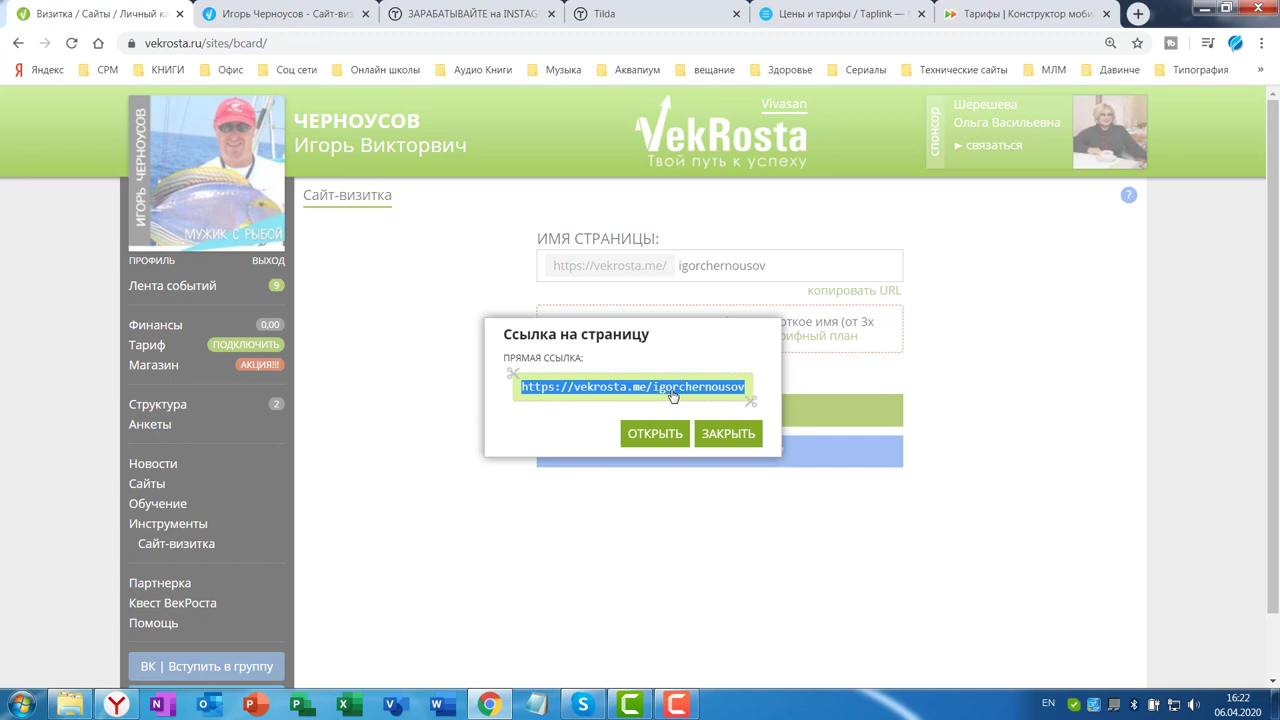 Визитка / Сайты / Личный ка
Игорь Черноусов - Сайт-визи
ЗАРАБАТЫВАЙТЕ В ИНSTАГ
Tilda
Цены и тарифы / Taplink — М
Тарифы | Конструктор моби
vekrosta.ru/sites/bcard/
Яндекс
СРМ
КНИГИ
Офис
Соц сети
Онлайн школы
Аудио Книги
Музыка
Аквапиум
вещание
Здоровье
Сериалы
Технические сайты
МЛМ
Давинче
Типография
»
ИГОРЬ ЧЕРНОУСОВ
МУЖИК С РЫБОЙ
ЧЕРНОУСОВ
Игорь Викторвич
Vivasan
VekRosta
Твой путь к успеху
СПОНСОР
Шерешева
Ольга Васильевна
► связаться
ПРОФИЛЬ
ВЫХОД
Лента событий 9
Финансы 0,00
Тариф ПОДКЛЮЧИТЬ
Магазин АКЦИЯ!!!
Структура 2
Анкеты
Новости
Сайты
Обучение
Инструменты
Сайт-визитка
Партнерка
Квест ВекРоста
Помощь
ВК | Вступить в группу
Сайт-визитка
?
ИМЯ СТРАНИЦЫ:
https://vekrosta.me/ igorchernousov
копировать URL
откое имя (от 3х
рифный план
Ссылка на страницу
ПРЯМАЯ ССЫЛКА:
https://vekrosta.me/igorchernousov
ОТКРЫТЬ
ЗАКРЫТЬ
EN
16:22
06.04.2020